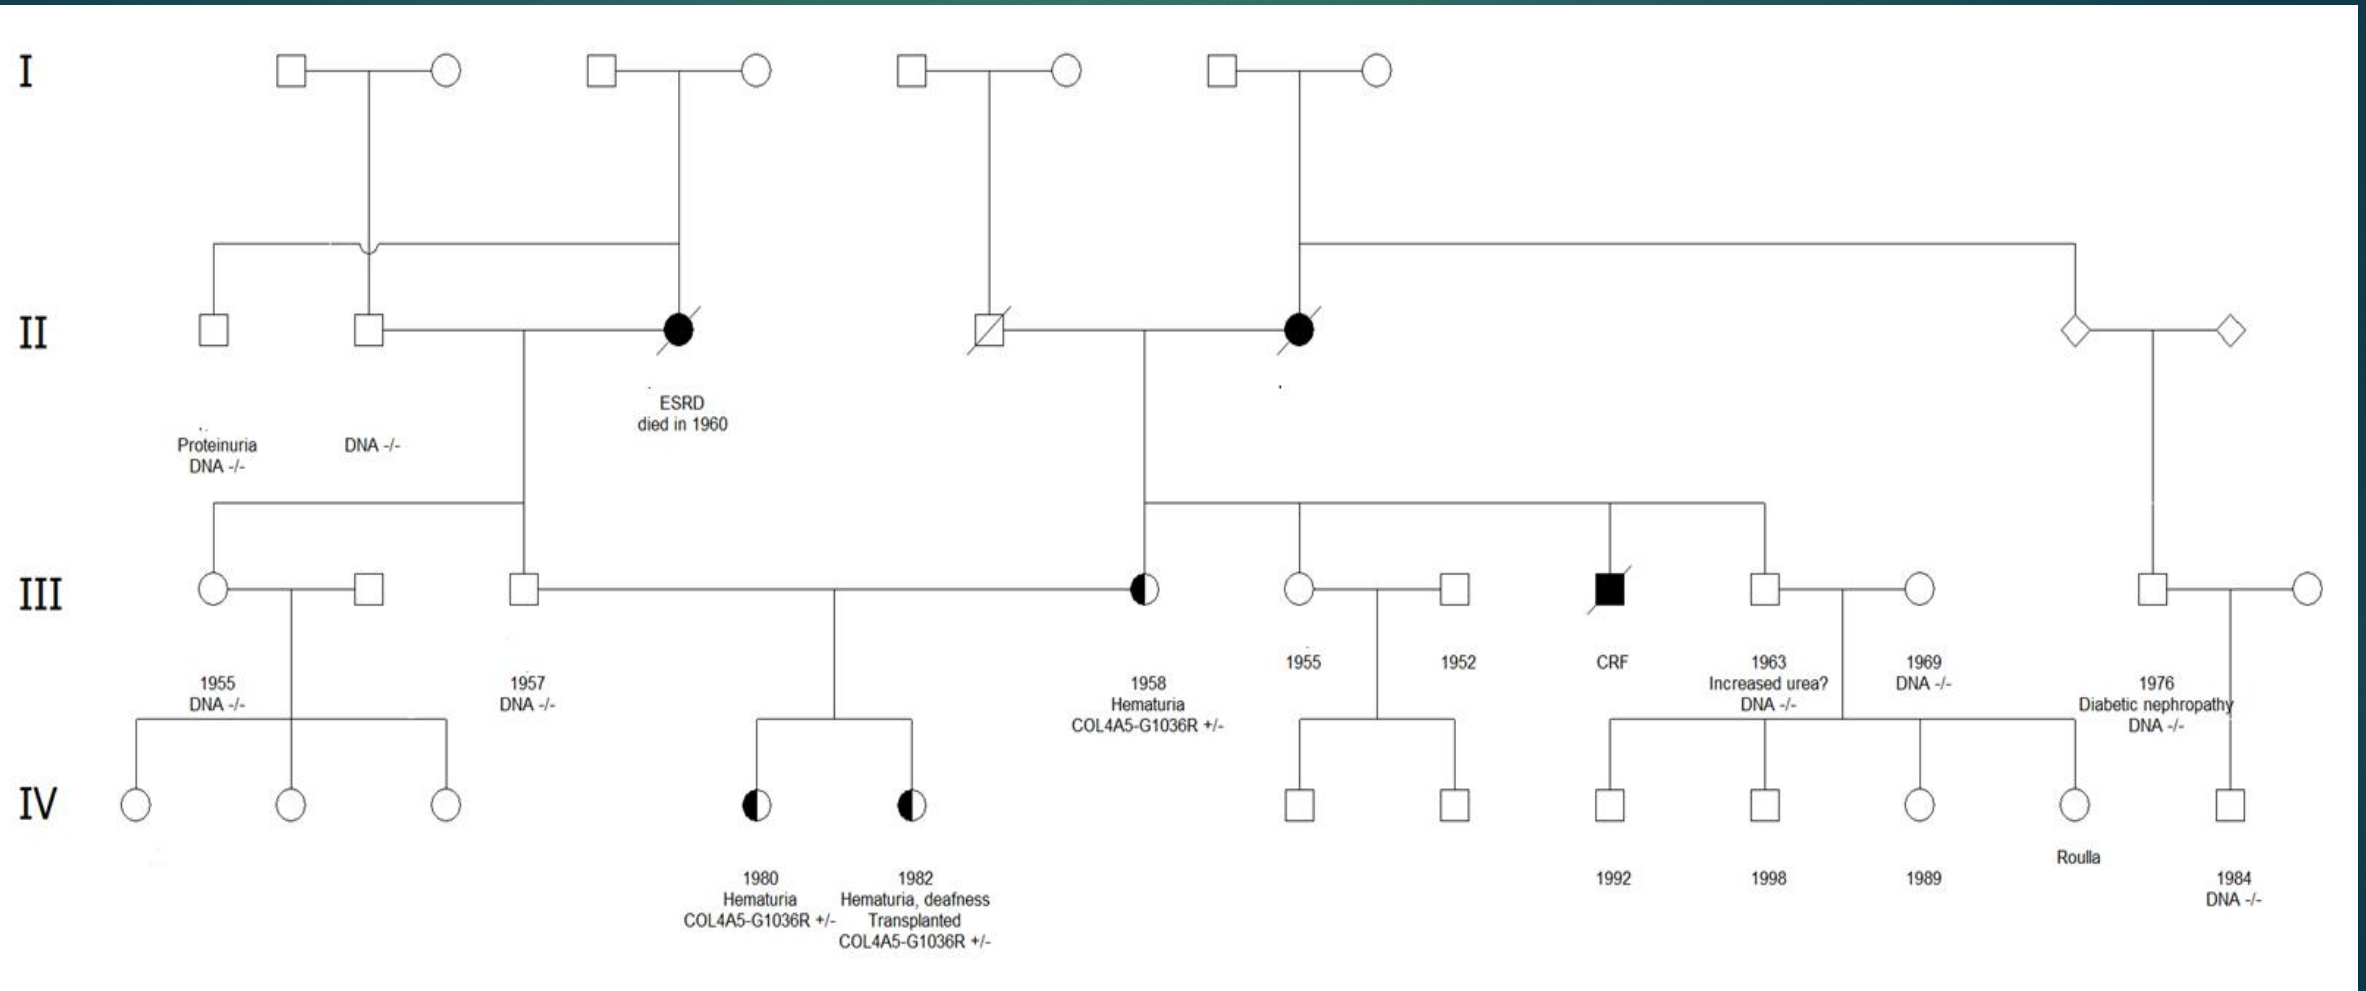 I
II
ESRD
died in 1960
Proteinuria
DNA -/-
DNA -/-
III
1955
DNA -/-
1957
DNA -/-
1958
Hematuria
COL4A5-G1036R +/-
1955
1952
CRF
1963
Increased urea?
DNA -/-
1969
DNA -/-
1976
Diabetic nephropathy
DNA -/-
IV
1980
Hematuria
COL4A5-G1036R +/-
1982
Hematuria, deafness
Transplanted
COL4A5-G1036R +/-
1992
1998
1989
Roulla
1984
DNA -/-